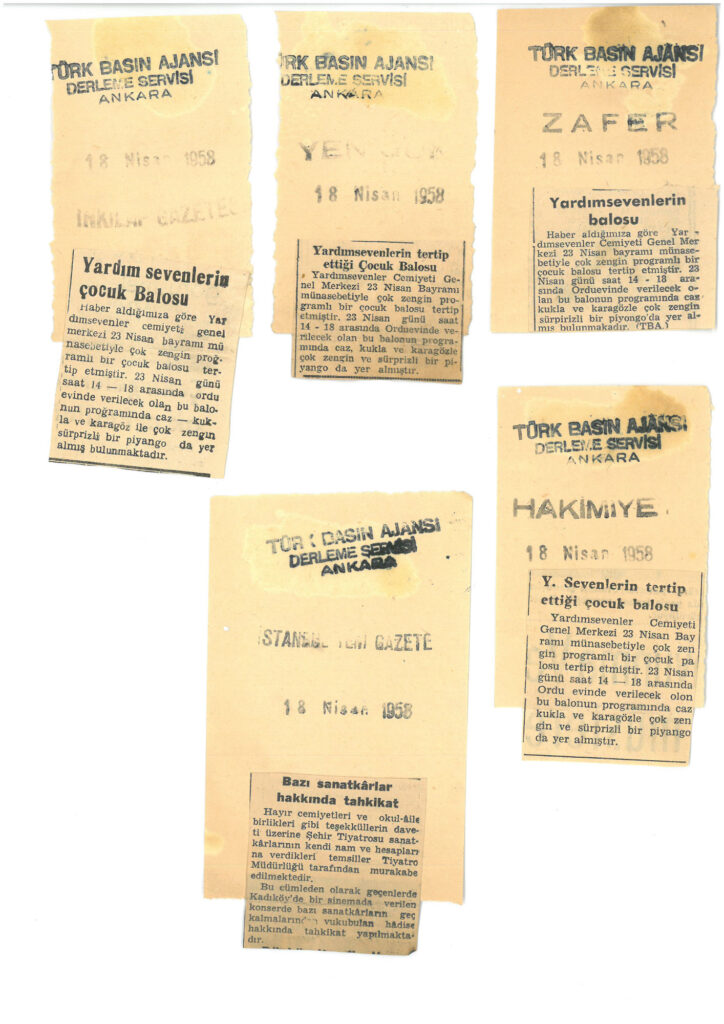 TÜRK BASIN AJANSI
DERLEME SERVİSİ
ANKARA
18 Nisan 1958
İNKILAP GAZETES
Yardım sevenlerin
çocuk Balosu
Haber aldığımıza göre Yar
dımsevenler cemiyeti genel
merkezi 23 Nisan bayramı mü
nasebetiyle çok zengin proğ-
ramlı bir çocuk balosu ter-
tip etmiştir. 23 Nisan günü
saat 14 — 18 arasında ordu
evinde verilecek olan bu balo-
nun proğramında caz — kuk-
la ve karagöz ile çok zengin
sürprizli bir piyango da yer
almış bulunmaktadır.
RK BASIN AJANSI
DERLEME SERVİSİ
ANKARA
YEN
18 Nisan 1958
Yardımsevenlerin tertip
ettiği Çocuk Balosu
Yardımsevenler Cemiyeti Ge-
nel Merkezi 23 Nisan Bayramı
münasebetiyle çok zengin pro-
gramlı bir çocuk balosu tertip
etmiştir. 23 Nisan günü saat
14 - 18 arasında Orduevinde ve-
rilecek olan bu balonun progra-
mında caz, kukla ve karagözle
çok zengin ve sürprizli bir pi-
yango da yer almıştır.
TÜRK BASIN AJANSI
DERLEME SERVİSİ
ANKARA
ZAFER
18 Nisan 1958
Yardımsevenlerin
balosu
Haber aldığımıza göre Yar -
dımsevenler Cemiyeti Genel Mer
kezi 23 Nisan bayramı münase-
betiyle çok zengin programlı bir
çocuk balosu tertip etmiştir. 23
Nisan günü saat 14 - 18 ara-
sında Orduevinde verilecek o-
lan bu balonun programında caz
kukla ve karagözle çok zengin
sürpirizli bir piyango'da yer al-
mış bulunmakadır. (TBA)
TÜRK BASIN AJANSI
DERLEME SERVİSİ
ANKARA
HAKİMİYE
18 Nisan 1958
Y. Sevenlerin tertip
ettiği çocuk balosu
Yardımsevenler Cemiyeti
Genel Merkezi 23 Nisan Bay
ramı münasebetiyle çok zen
gin programlı bir çocuk pa
losu tertip etmiştir. 23 Nisan
günü saat 14 — 18 arasında
Ordu evinde verilecek olon
bu balonun programında caz
kukla ve karagözle çok zen
gin ve sürprizli bir piyango
da yer almıştır.
TÜRK BASIN AJANSI
DERLEME SERVİSİ
ANKARA
İSTANBUL YENİ GAZETE
18 Nisan 1958
Bazı sanatkârlar
hakkında tahkikat
Hayır cemiyetleri ve okul-âile
birlikleri gibi teşekküllerin dave-
ti üzerine Şehir Tiyatrosu sanat-
kârlarının kendi nam ve hesapları
na verdikleri temsiller Tiyatro
Müdürlüğü tarafından murakabe
edilmektedir.
Bu cümleden olarak geçenlerde
Kadıköy'de bir sinemada verilen
konserde bazı sanatkârların geç
kalmalarından vukubulan hâdise
hakkında tahkikat yapılmakta-
dır.